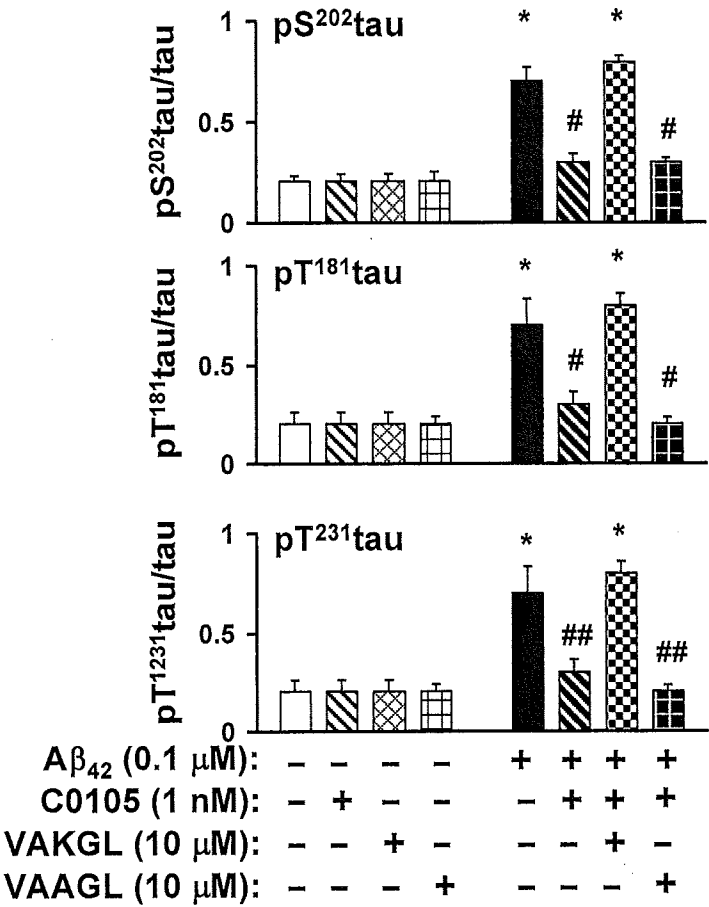 1 pS²⁰²tau * *
pS²⁰²tau/tau
0.5 # #
0
1 pT¹⁸¹tau * *
pT¹⁸¹tau/tau
0.5 # #
0
1 pT²³¹tau * *
pT¹²³¹tau/tau
0.5 ## ##
0
Aβ₄₂ (0.1 μM): – – – – + + + +
C0105 (1 nM): – + – – – + + +
VAKGL (10 μM): – – + – – – + –
VAAGL (10 μM): – – – + – – – +